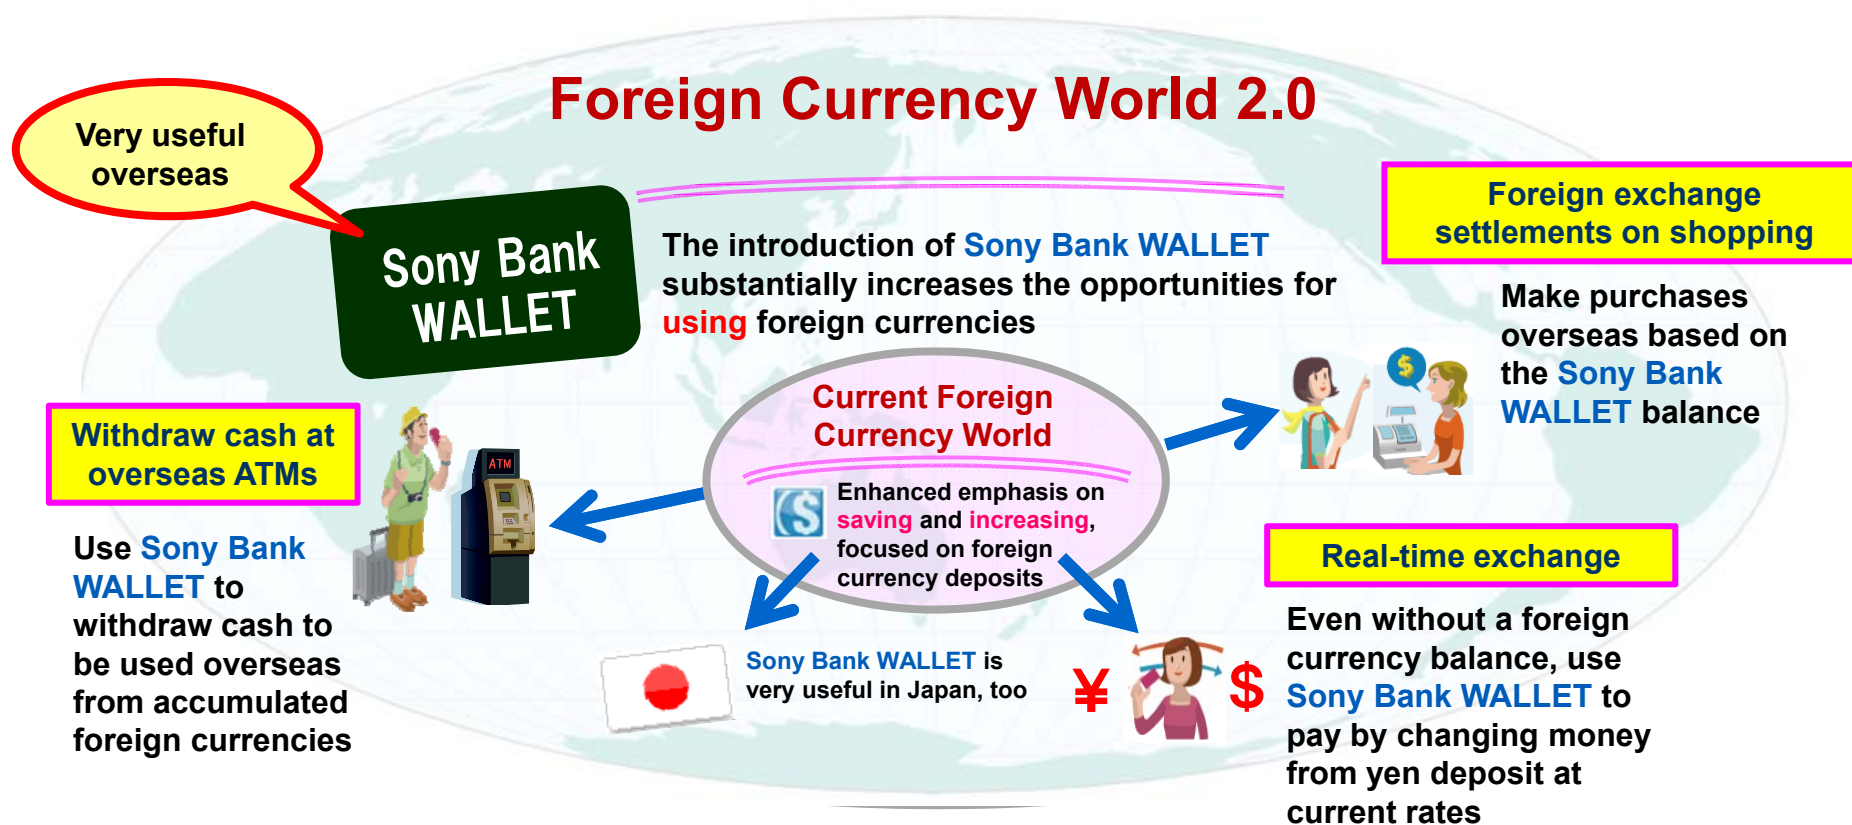 Foreign Currency World 2.0
Very useful
overseas
Sony Bank
WALLET
The introduction of Sony Bank WALLET
substantially increases the opportunities for
using foreign currencies
Foreign exchange
settlements on shopping
Make purchases
overseas based on
the Sony Bank
WALLET balance
$
Current Foreign
Currency World
$
Enhanced emphasis on
saving and increasing,
focused on foreign
currency deposits
Withdraw cash at
overseas ATMs
ATM
Use Sony Bank
WALLET to
withdraw cash to
be used overseas
from accumulated
foreign currencies
Sony Bank WALLET is
very useful in Japan, too
¥
$
Real-time exchange
Even without a foreign
currency balance, use
Sony Bank WALLET to
pay by changing money
from yen deposit at
current rates